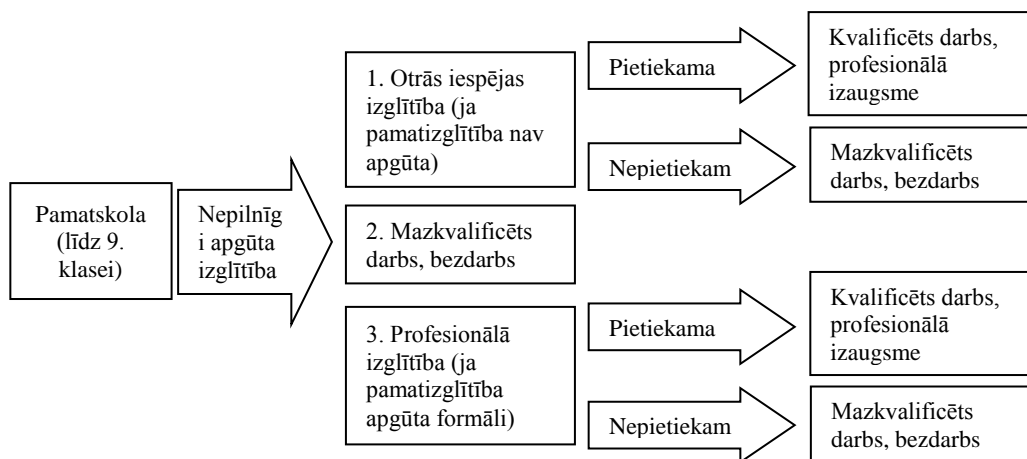 Pamatskola
(līdz 9.
klasei)
Nepilnīg
i apgūta
izglītība
1. Otrās iespējas
izglītība (ja
pamatizglītība nav
apgūta)
Pietiekama
Kvalificēts darbs,
profesionālā
izaugsme
Nepietiekam
Mazkvalificēts
darbs, bezdarbs
2. Mazkvalificēts
darbs, bezdarbs
3. Profesionālā
izglītība (ja
pamatizglītība
apgūta formāli)
Pietiekama
Kvalificēts darbs,
profesionālā
izaugsme
Nepietiekam
Mazkvalificēts
darbs, bezdarbs